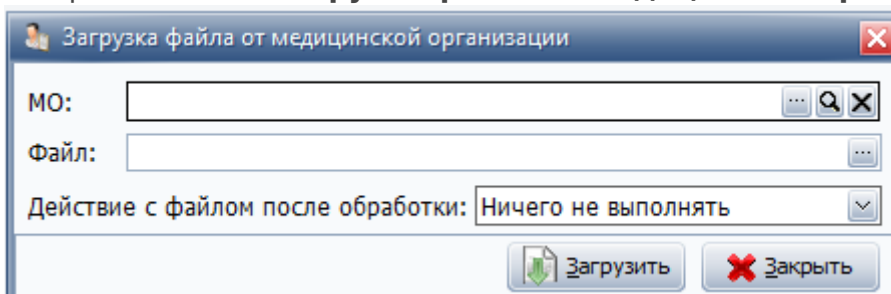 Загрузка файла от медицинской организации
МО:
Файл:
Действие с файлом после обработки: Ничего не выполнять
Загрузить Закрыть